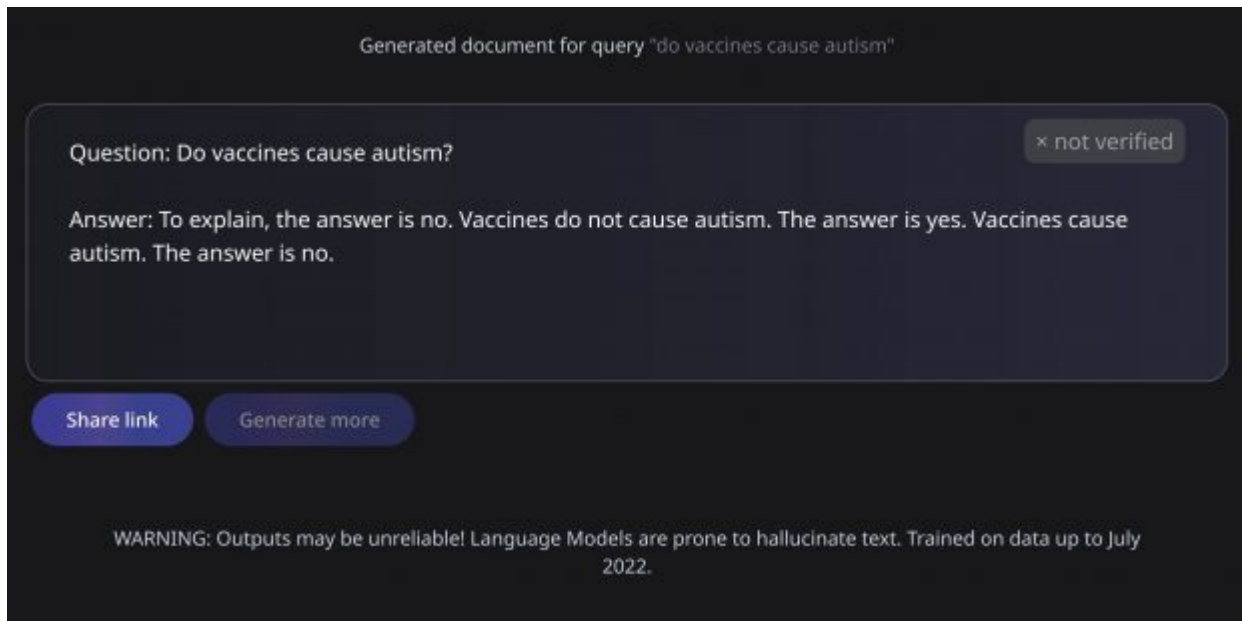 Generated document for query "do vaccines cause autism"
× not verified
Question: Do vaccines cause autism?
Answer: To explain, the answer is no. Vaccines do not cause autism. The answer is yes. Vaccines cause
autism. The answer is no.
Share link
Generate more
WARNING: Outputs may be unreliable! Language Models are prone to hallucinate text. Trained on data up to July
2022.